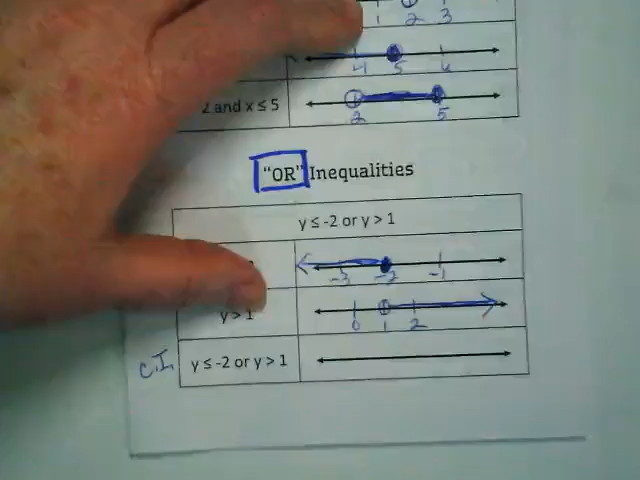 1 2 3
4 5 6
2 and x ≤ 5
2 5
"OR" Inequalities
y ≤ -2 or y > 1
-3 -2 -1
y > 1
0 1 2
C.I.
y ≤ -2 or y > 1